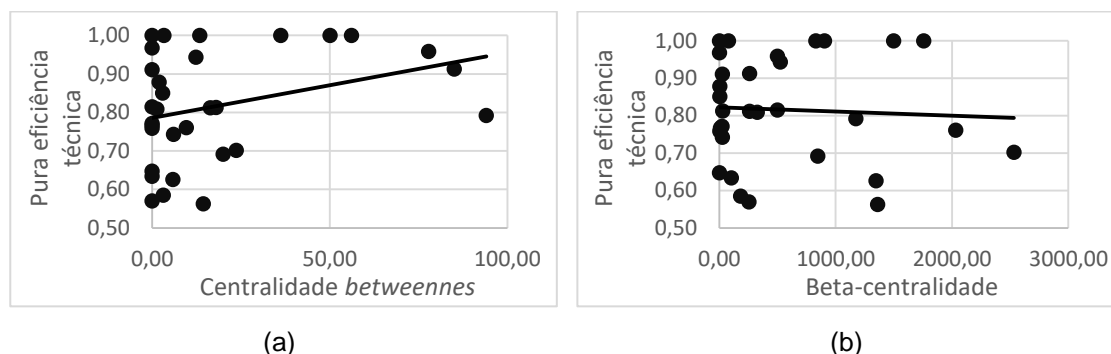 Pura eficiência
técnica
1,00
0,90
0,80
0,70
0,60
0,50
0,00
50,00
100,00
Centralidade betweennes
(a)
Pura eficiência
técnica
1,00
0,90
0,80
0,70
0,60
0,50
0,00
1000,00
2000,00
3000,00
Beta-centralidade
(b)